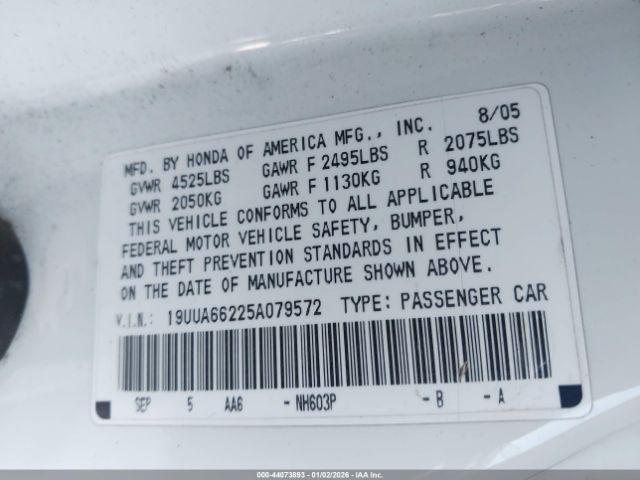 MFD. BY HONDA OF AMERICA MFG., INC. 8/05
GVWR 4525LBS GAWR F 2495LBS R 2075LBS
GVWR 2050KG GAWR F 1130KG R 940KG
THIS VEHICLE CONFORMS TO ALL APPLICABLE
FEDERAL MOTOR VEHICLE SAFETY, BUMPER,
AND THEFT PREVENTION STANDARDS IN EFFECT
ON THE DATE OF MANUFACTURE SHOWN ABOVE.
V.I.N.: 19UUA66225A079572 TYPE: PASSENGER CAR
SEP 5 AA6 -NH603P -B -A
000-44073893 - 01/02/2026 - IAA Inc.